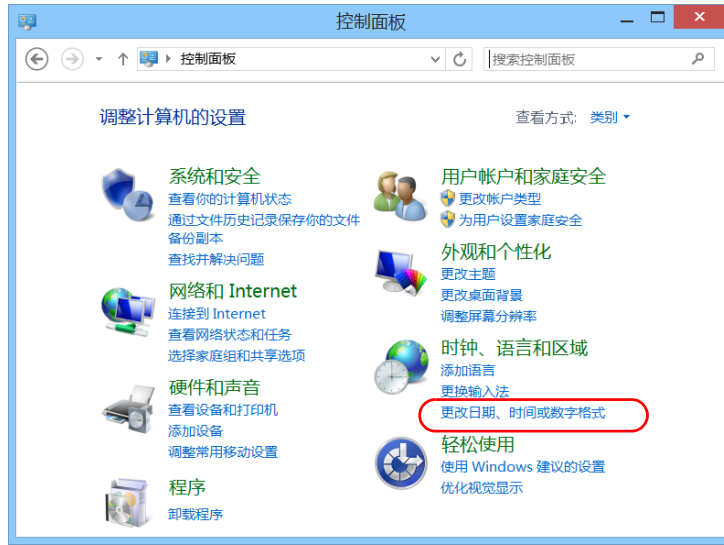 控制面板
控制面板
搜索控制面板
调整计算机的设置
查看方式: 类别
系统和安全
查看你的计算机状态
通过文件历史记录保存你的文件
备份副本
查找并解决问题
网络和 Internet
连接到 Internet
查看网络状态和任务
选择家庭组和共享选项
硬件和声音
查看设备和打印机
添加设备
调整常用移动设置
程序
卸载程序
用户帐户和家庭安全
更改帐户类型
为用户设置家庭安全
外观和个性化
更改主题
更改桌面背景
调整屏幕分辨率
时钟、语言和区域
添加语言
更换输入法
更改日期、时间或数字格式
轻松使用
使用 Windows 建议的设置
优化视觉显示